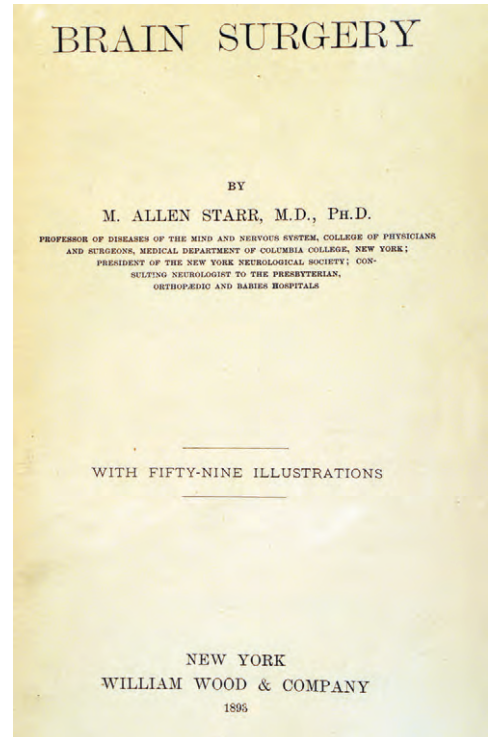 BRAIN SURGERY
BY
M. ALLEN STARR, M.D., PH.D.
PROFESSOR OF DISEASES OF THE MIND AND NERVOUS SYSTEM, COLLEGE OF PHYSICIANS
AND SURGEONS, MEDICAL DEPARTMENT OF COLUMBIA COLLEGE, NEW YORK;
PRESIDENT OF THE NEW YORK NEUROLOGICAL SOCIETY; CON-
SULTING NEUROLOGIST TO THE PRESBYTERIAN,
ORTHOPÆDIC AND BABIES HOSPITALS
WITH FIFTY-NINE ILLUSTRATIONS
NEW YORK
WILLIAM WOOD & COMPANY
1895